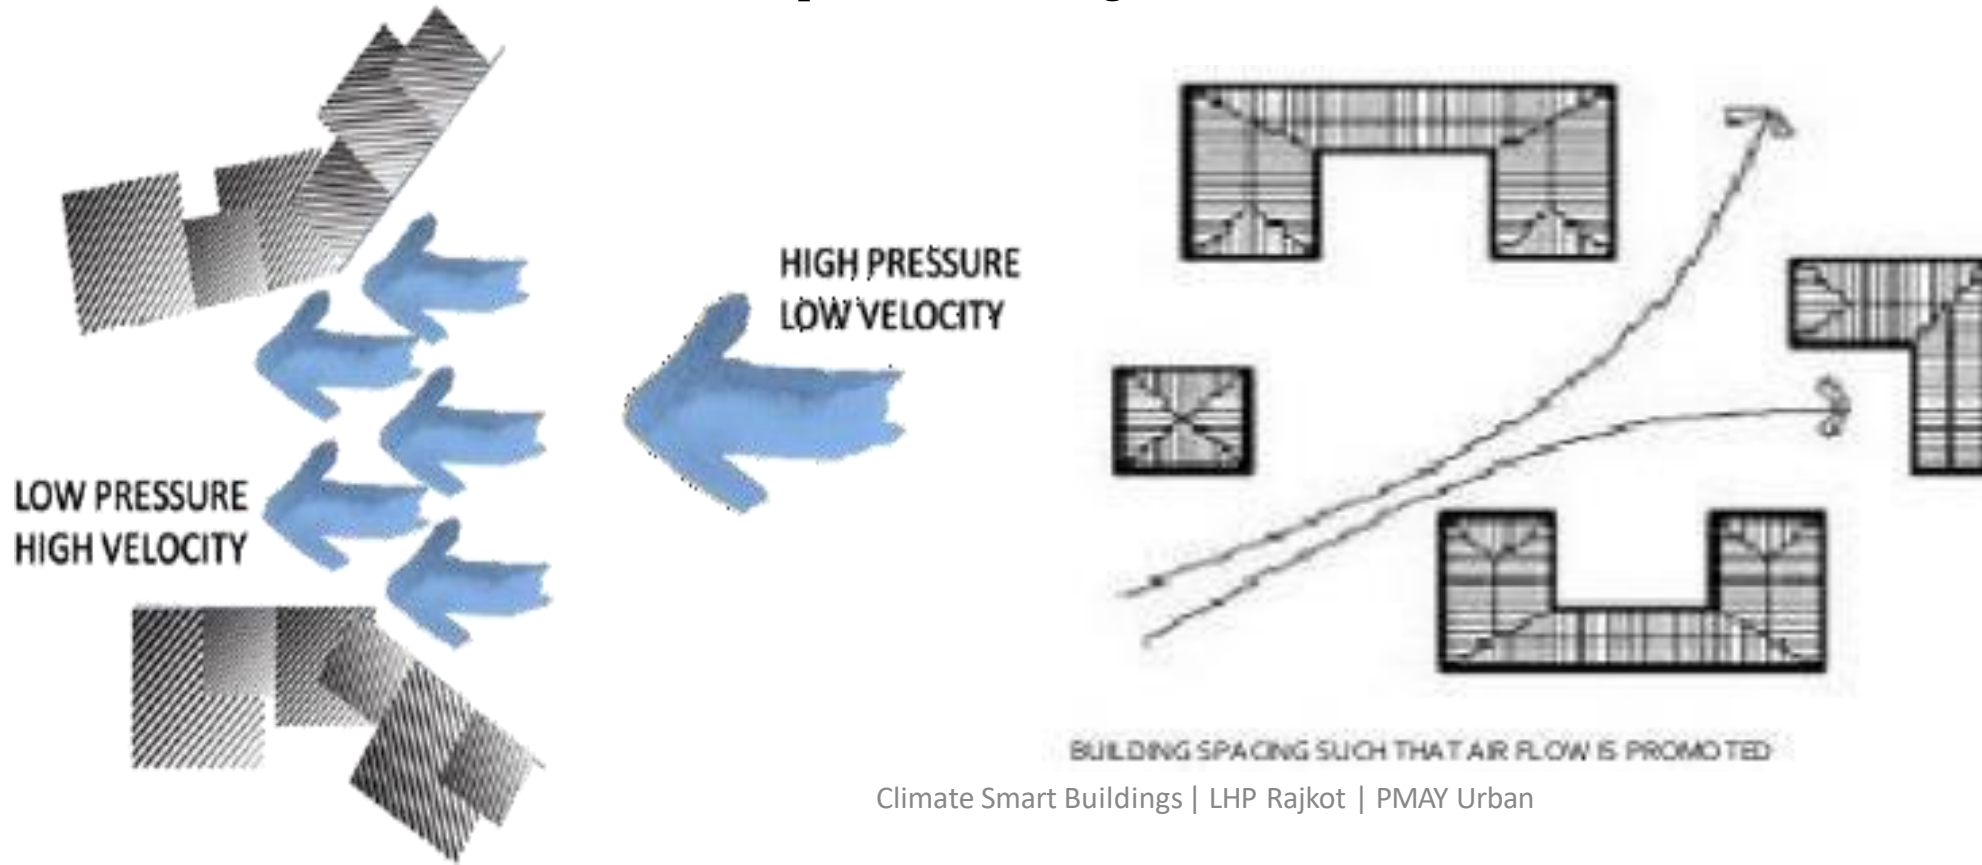 HIGH PRESSURE
LOW VELOCITY
LOW PRESSURE
HIGH VELOCITY
BUILDING SPACING SUCH THAT AIR FLOW IS PROMOTED
Climate Smart Buildings | LHP Rajkot | PMAY Urban